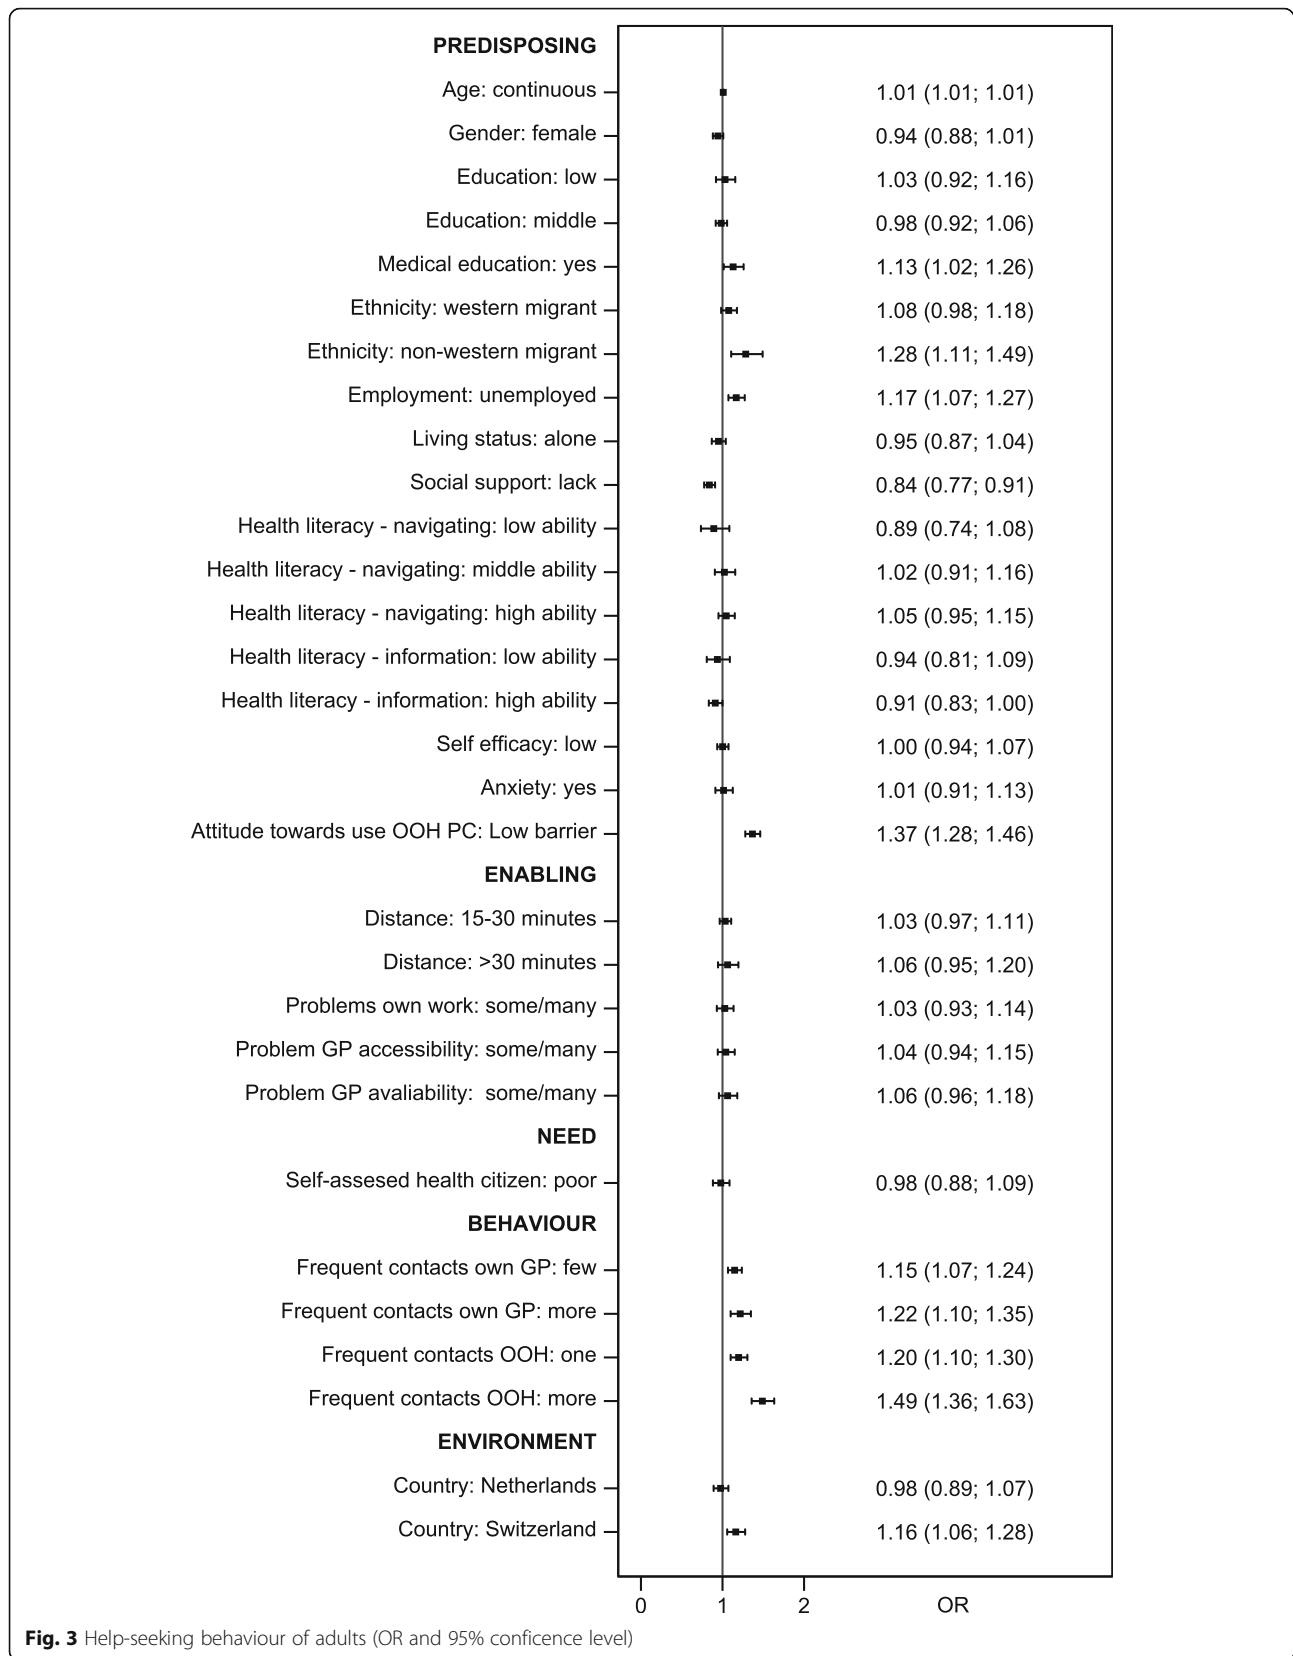 PREDISPOSING
Age: continuous 1.01 (1.01; 1.01)
Gender: female 0.94 (0.88; 1.01)
Education: low 1.03 (0.92; 1.16)
Education: middle 0.98 (0.92; 1.06)
Medical education: yes 1.13 (1.02; 1.26)
Ethnicity: western migrant 1.08 (0.98; 1.18)
Ethnicity: non-western migrant 1.28 (1.11; 1.49)
Employment: unemployed 1.17 (1.07; 1.27)
Living status: alone 0.95 (0.87; 1.04)
Social support: lack 0.84 (0.77; 0.91)
Health literacy - navigating: low ability 0.89 (0.74; 1.08)
Health literacy - navigating: middle ability 1.02 (0.91; 1.16)
Health literacy - navigating: high ability 1.05 (0.95; 1.15)
Health literacy - information: low ability 0.94 (0.81; 1.09)
Health literacy - information: high ability 0.91 (0.83; 1.00)
Self efficacy: low 1.00 (0.94; 1.07)
Anxiety: yes 1.01 (0.91; 1.13)
Attitude towards use OOH PC: Low barrier 1.37 (1.28; 1.46)
ENABLING
Distance: 15-30 minutes 1.03 (0.97; 1.11)
Distance: >30 minutes 1.06 (0.95; 1.20)
Problems own work: some/many 1.03 (0.93; 1.14)
Problem GP accessibility: some/many 1.04 (0.94; 1.15)
Problem GP avaliability: some/many 1.06 (0.96; 1.18)
NEED
Self-assesed health citizen: poor 0.98 (0.88; 1.09)
BEHAVIOUR
Frequent contacts own GP: few 1.15 (1.07; 1.24)
Frequent contacts own GP: more 1.22 (1.10; 1.35)
Frequent contacts OOH: one 1.20 (1.10; 1.30)
Frequent contacts OOH: more 1.49 (1.36; 1.63)
ENVIRONMENT
Country: Netherlands 0.98 (0.89; 1.07)
Country: Switzerland 1.16 (1.06; 1.28)
0 1 2 OR
Fig. 3 Help-seeking behaviour of adults (OR and 95% conficence level)